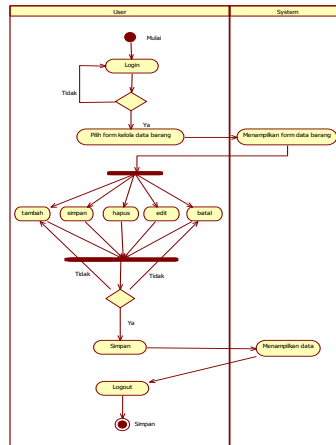 User
System
Mulai
Login
Tidak
Ya
Pilih form kelola data barang
Menampilkan form data barang
tambah
simpan
hapus
edit
batal
Tidak
Tidak
Ya
Simpan
Menampilkan data
Logout
Simpan